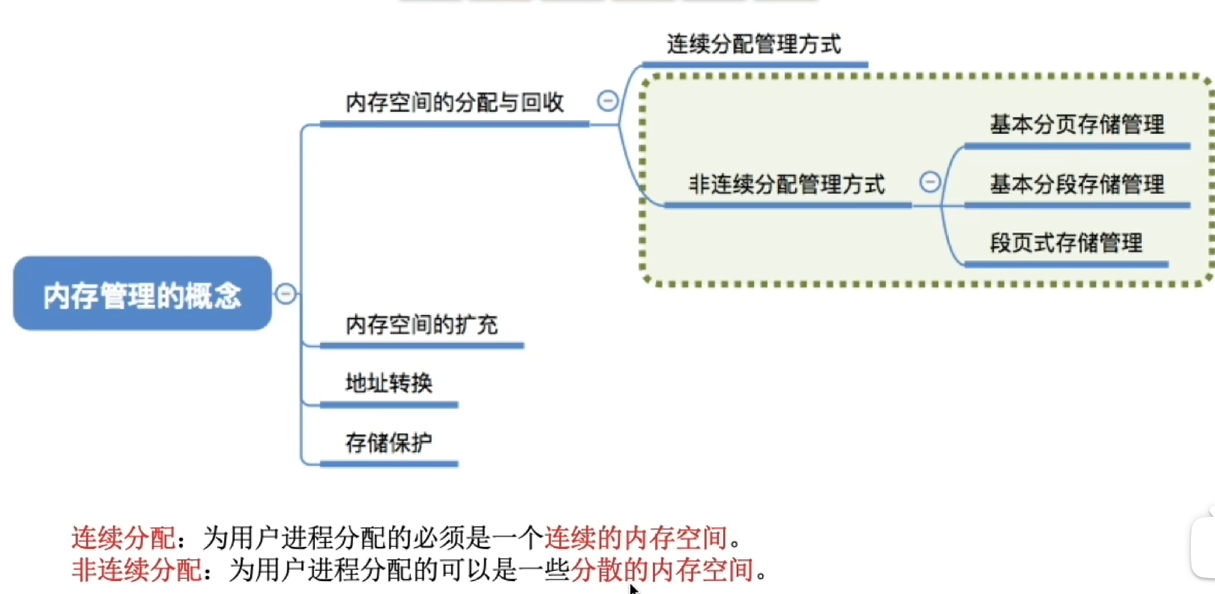 连续分配管理方式
内存空间的分配与回收
基本分页存储管理
非连续分配管理方式
基本分段存储管理
段页式存储管理
内存管理的概念
内存空间的扩充
地址转换
存储保护
连续分配：为用户进程分配的必须是一个连续的内存空间。
非连续分配：为用户进程分配的可以是一些分散的内存空间。